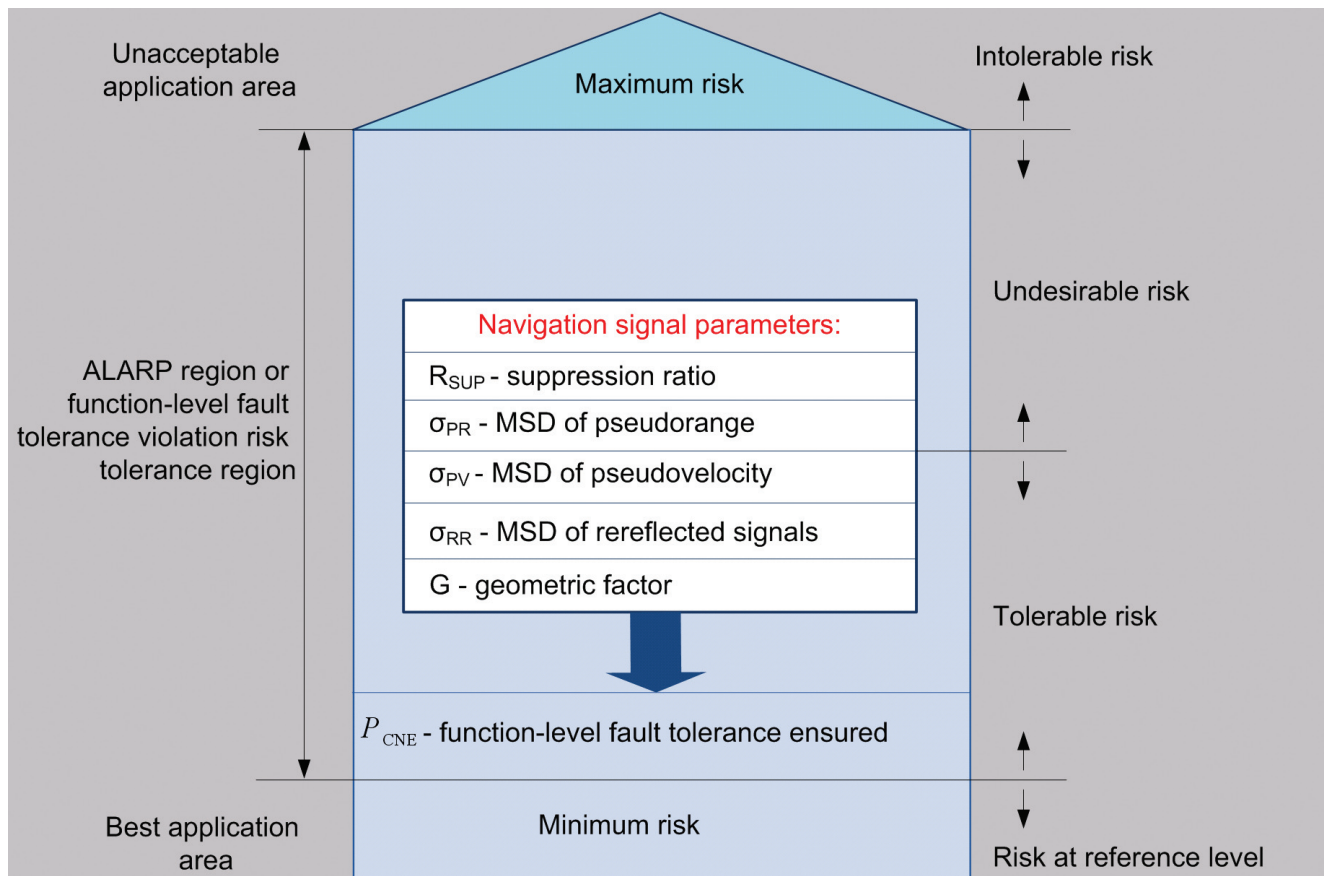 Unacceptable
application area
Maximum risk
Intolerable risk
Undesirable risk
Navigation signal parameters:
RSUP - suppression ratio
σPR - MSD of pseudorange
σPV - MSD of pseudovelocity
σRR - MSD of rereflected signals
G - geometric factor
ALARP region or
function-level fault
tolerance violation risk
tolerance region
Tolerable risk
PCNE - function-level fault tolerance ensured
Best application
area
Minimum risk
Risk at reference level